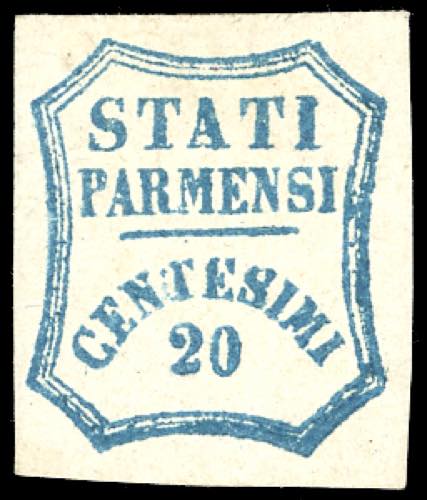 STATI
PARMENSI
CENTESIMI
20